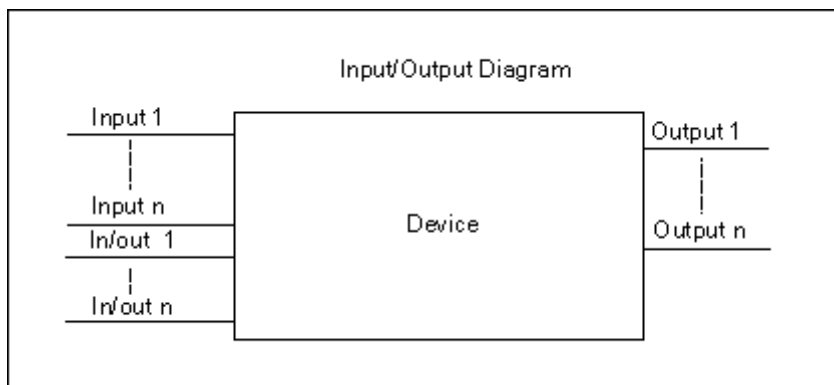 Input/Output Diagram
Input 1
Output 1
Input n
Device
Output n
In/out 1
In/out n